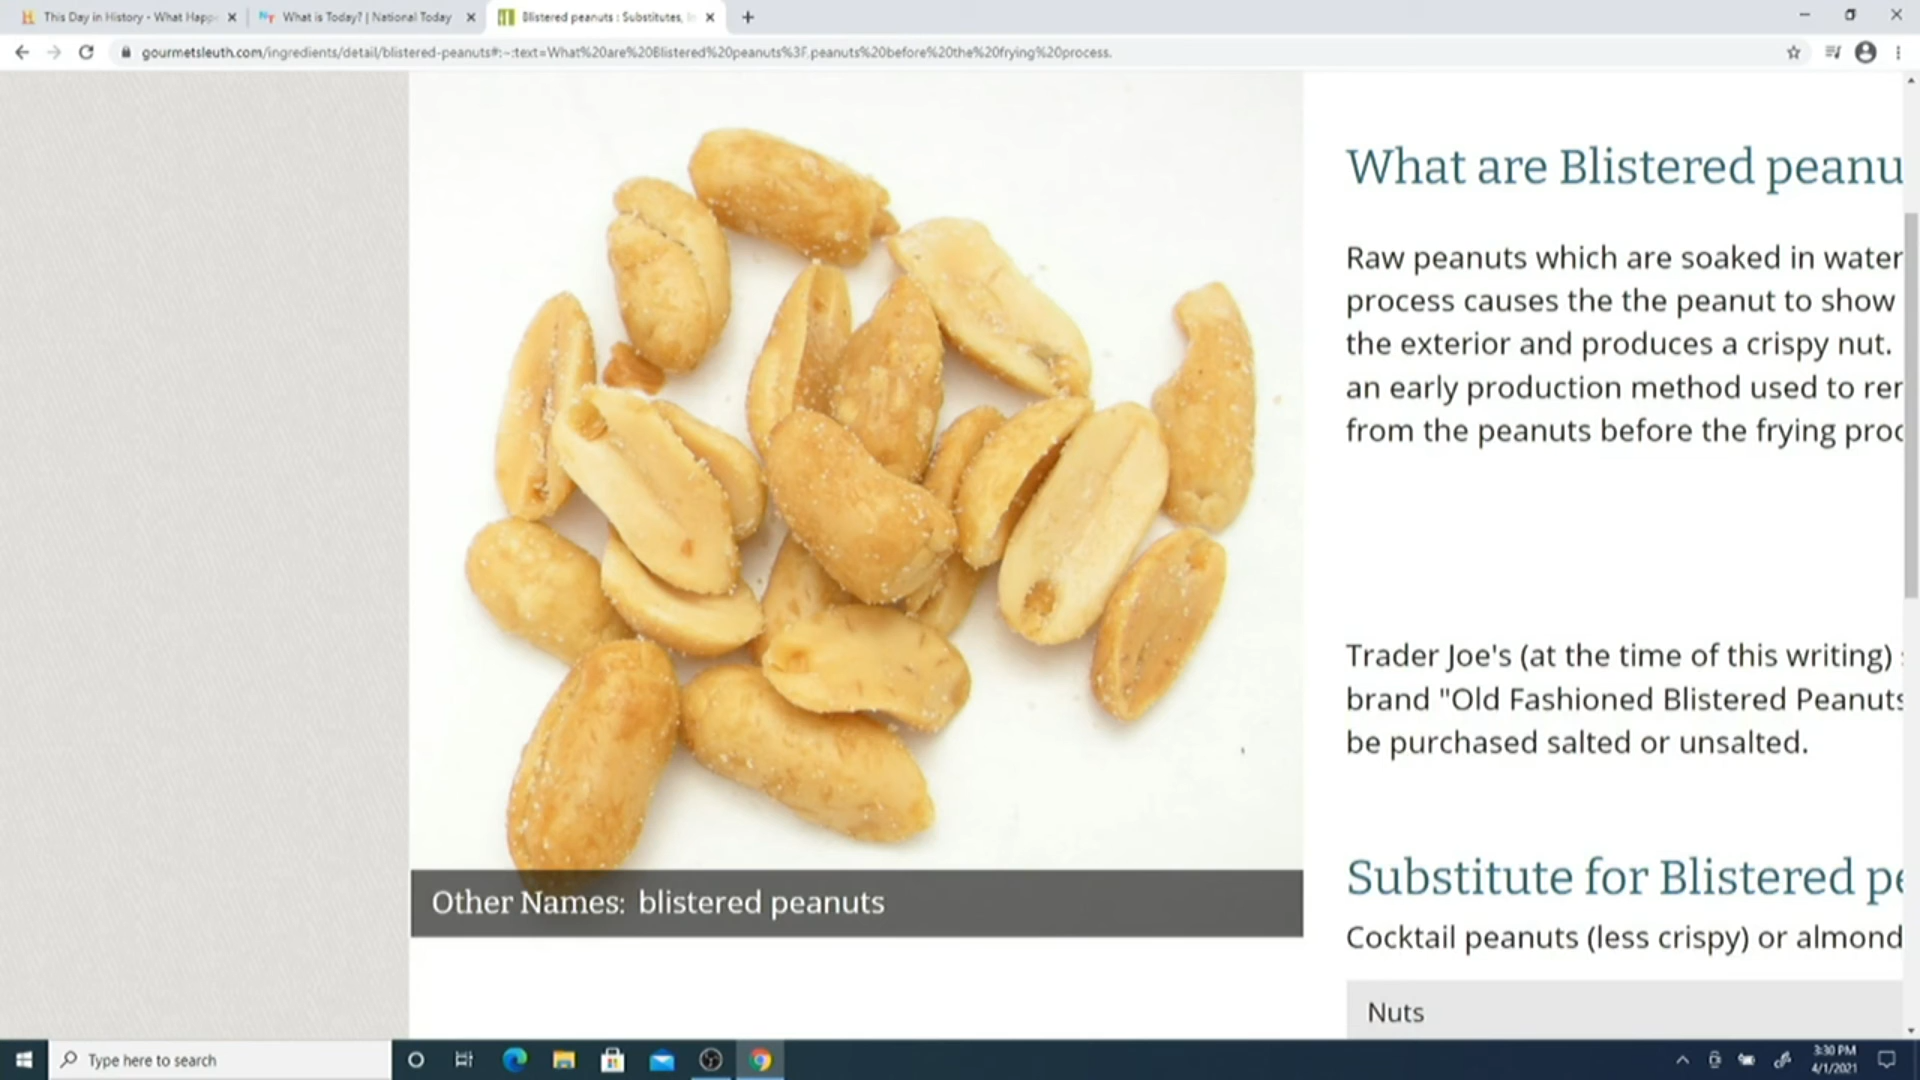 This Day in History - What Happ
What is Today? | National Today
Blistered peanuts : Substitutes, I
gourmetsleuth.com/ingredients/detail/blistered-peanuts#:~:text=What%20are%20Blistered%20peanuts%3F,peanuts%20before%20the%20frying%20process.
What are Blistered peanu
Raw peanuts which are soaked in water
process causes the the peanut to show
the exterior and produces a crispy nut.
an early production method used to rer
from the peanuts before the frying proc
Trader Joe's (at the time of this writing)
brand "Old Fashioned Blistered Peanuts
be purchased salted or unsalted.
Other Names: blistered peanuts
Substitute for Blistered pe
Cocktail peanuts (less crispy) or almond
Nuts
Type here to search
3:30 PM
4/1/2021